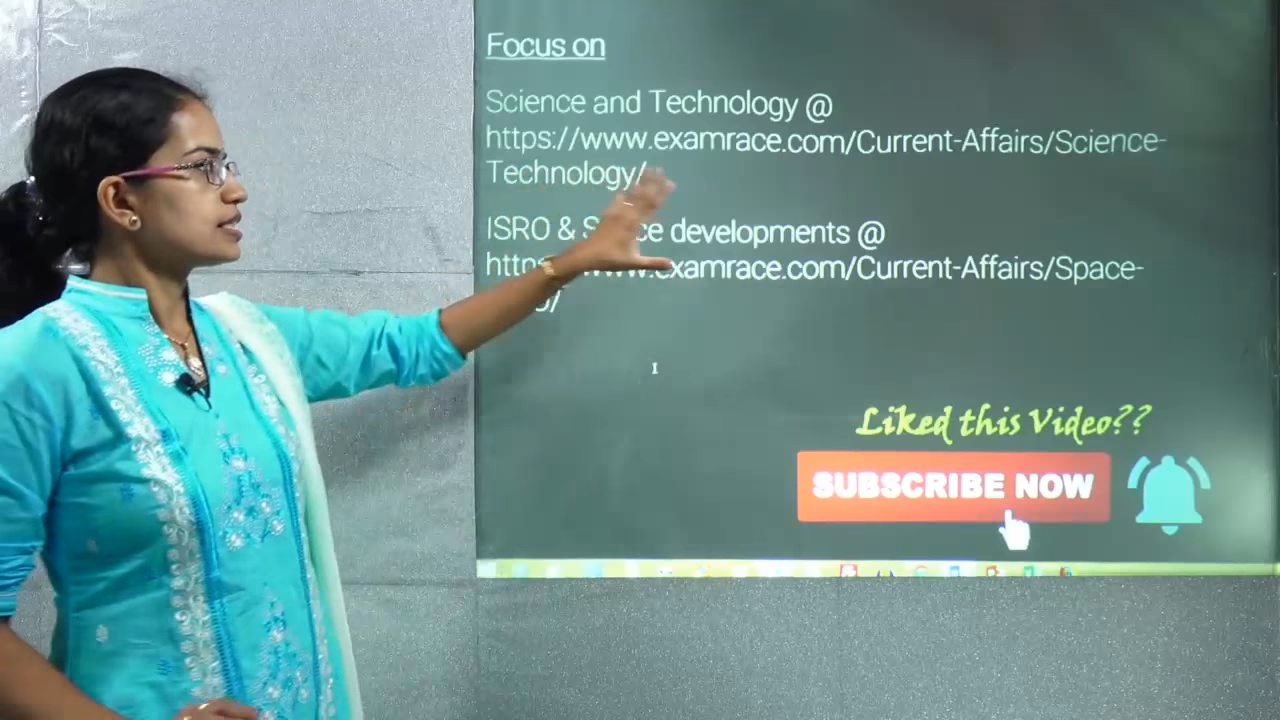 Focus on
Science and Technology @
https://www.examrace.com/Current-Affairs/Science-
Technology/
ISRO & developments @
www.examrace.com/Current-Affairs/Space-
Liked this Video??
SUBSCRIBE NOW